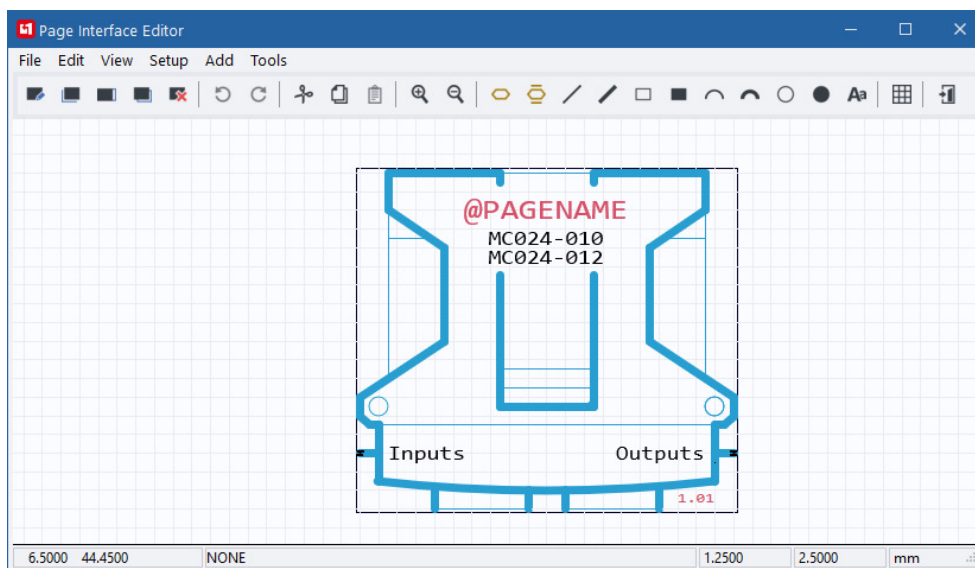 Page Interface Editor
File Edit View Setup Add Tools
Aa
@PAGENAME
MC024-010
MC024-012
Inputs Outputs
1.01
6.5000 44.4500 NONE 1.2500 2.5000 mm